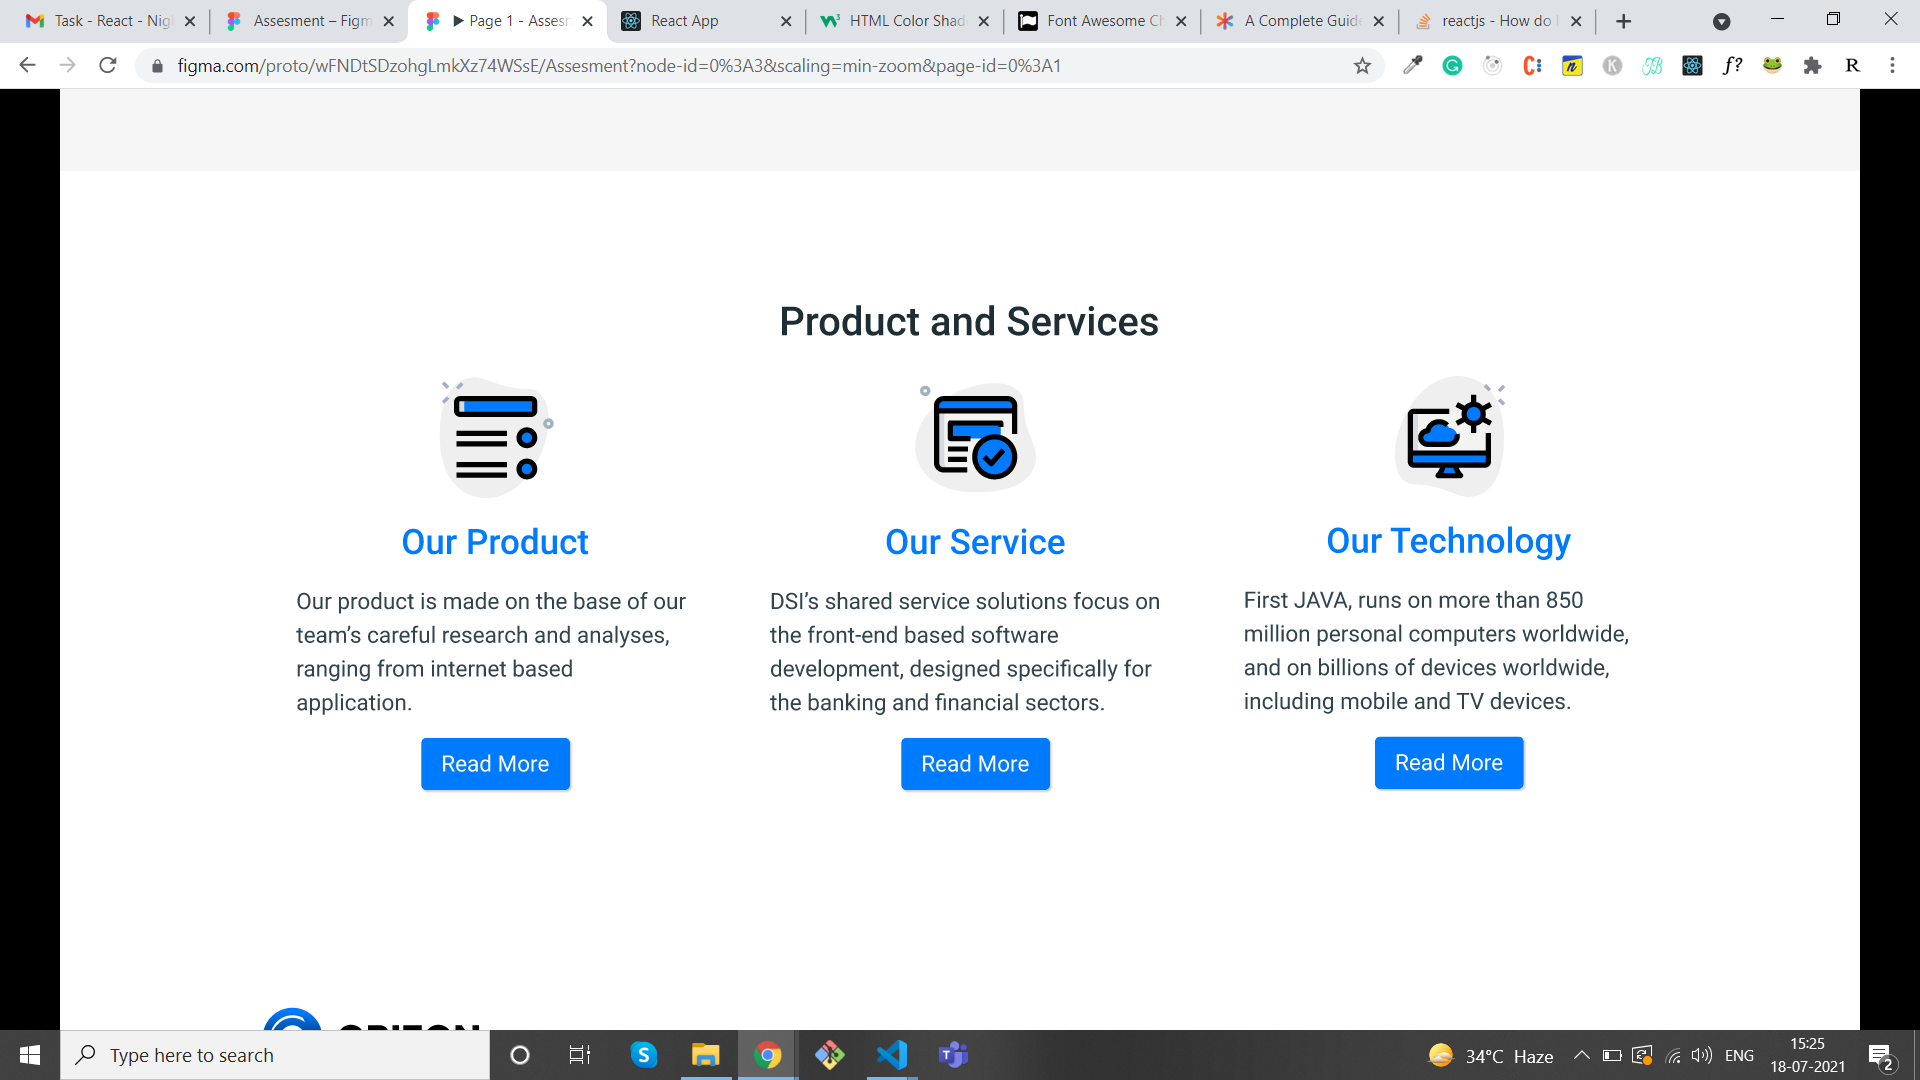 Task - React - Nig
Assesment – Figm
Page 1 - Assesm
React App
HTML Color Shad
Font Awesome Ch
A Complete Guide
reactjs - How do I
figma.com/proto/wFNDtSDzohgLmkXz74WSsE/Assesment?node-id=0%3A3&scaling=min-zoom&page-id=0%3A1
Product and Services
Our Product
Our product is made on the base of our
team’s careful research and analyses,
ranging from internet based
application.
Read More
Our Service
DSI’s shared service solutions focus on
the front-end based software
development, designed specifically for
the banking and financial sectors.
Read More
Our Technology
First JAVA, runs on more than 850
million personal computers worldwide,
and on billions of devices worldwide,
including mobile and TV devices.
Read More
Type here to search
34°C Haze
ENG
15:25
18-07-2021
2